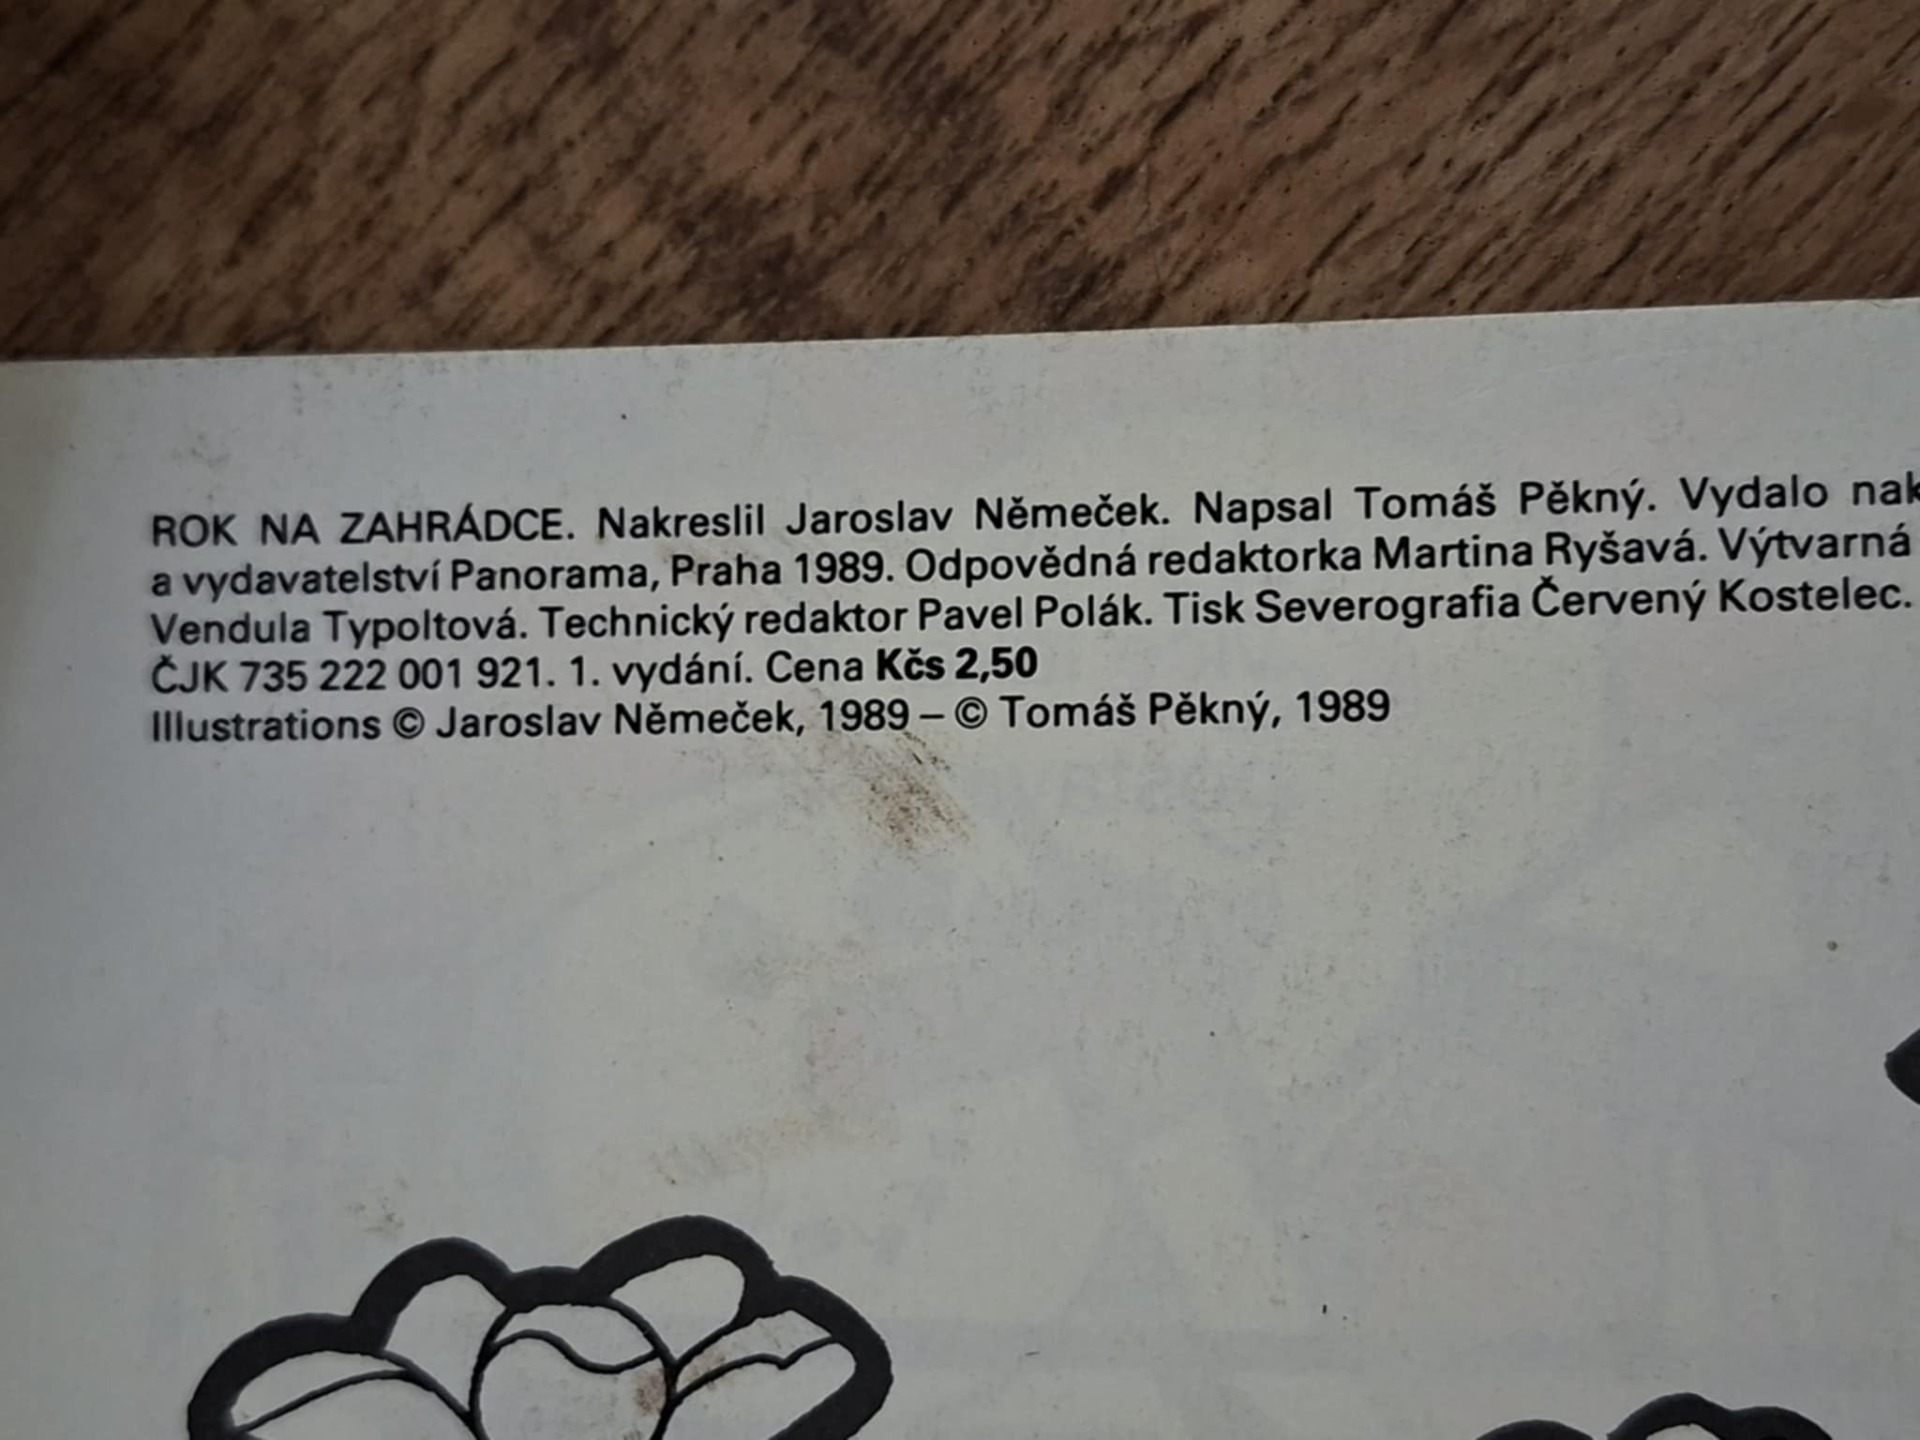 ROK NA ZAHRÁDCE. Nakreslil Jaroslav Němeček. Napsal Tomáš Pěkný. Vydalo nak
a vydavatelství Panorama, Praha 1989. Odpovědná redaktorka Martina Ryšavá. Výtvarná
Vendula Typoltová. Technický redaktor Pavel Polák. Tisk Severografia Červený Kostelec.
ČJK 735 222 001 921. 1. vydání. Cena Kčs 2,50
Illustrations © Jaroslav Němeček, 1989 – © Tomáš Pěkný, 1989